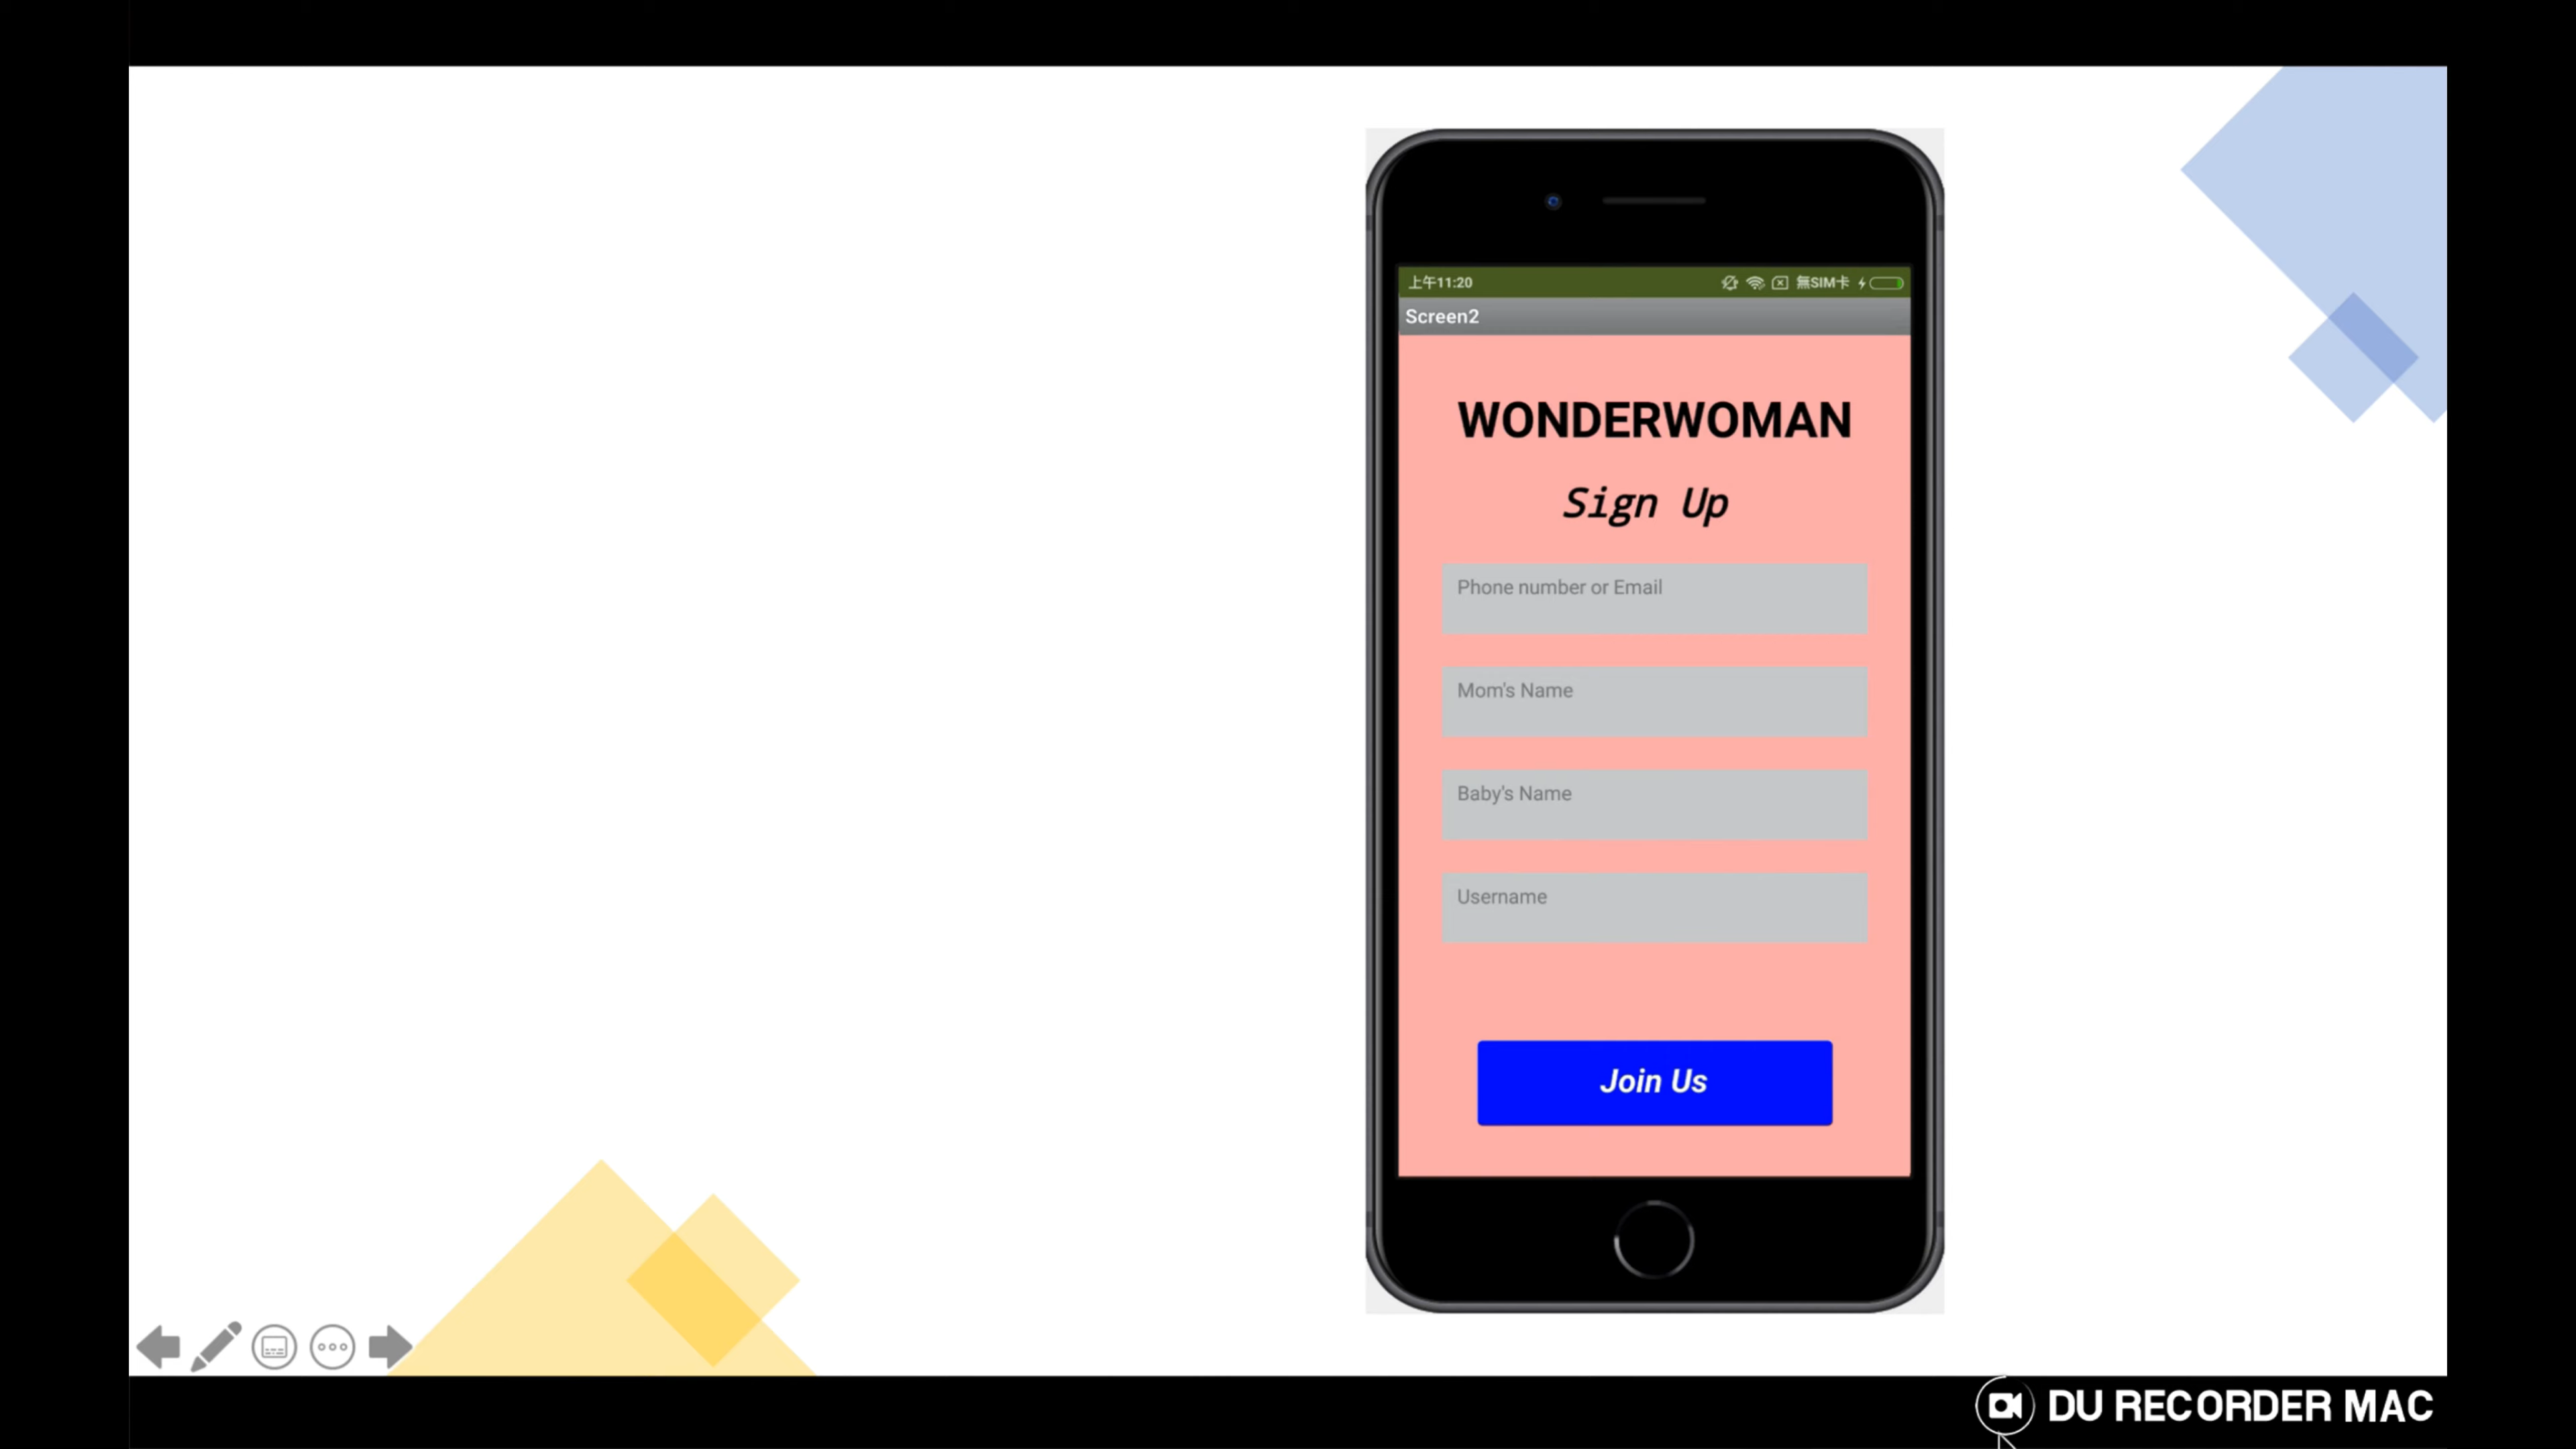 上午11:20 無SIM卡
Screen2
WONDERWOMAN
Sign Up
Phone number or Email
Mom's Name
Baby's Name
Username
Join Us
DU RECORDER MAC